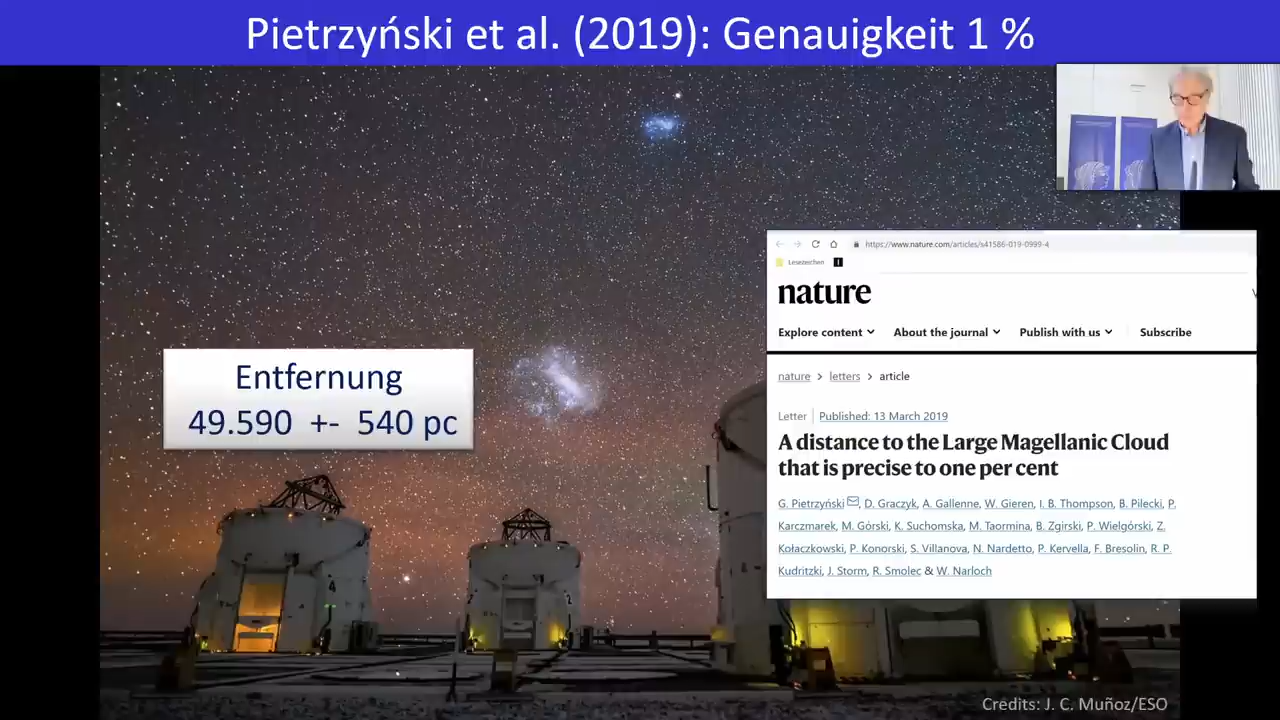 Pietrzyński et al. (2019): Genauigkeit 1 %
Entfernung
49.590 +- 540 pc
https://www.nature.com/articles/s41586-019-0999-4
Lesezeichen
nature
Explore content
About the journal
Publish with us
Subscribe
nature > letters > article
Letter | Published: 13 March 2019
A distance to the Large Magellanic Cloud
that is precise to one per cent
G. Pietrzyński, D. Graczyk, A. Gallenne, W. Gieren, I. B. Thompson, B. Pilecki, P.
Karczmarek, M. Górski, K. Suchomska, M. Taormina, B. Zgirski, P. Wielgórski, Z.
Kołaczkowski, P. Konorski, S. Villanova, N. Nardetto, P. Kervella, F. Bresolin, R. P.
Kudritzki, J. Storm, R. Smolec & W. Narloch
4
2
Credits: J. C. Muñoz/ESO